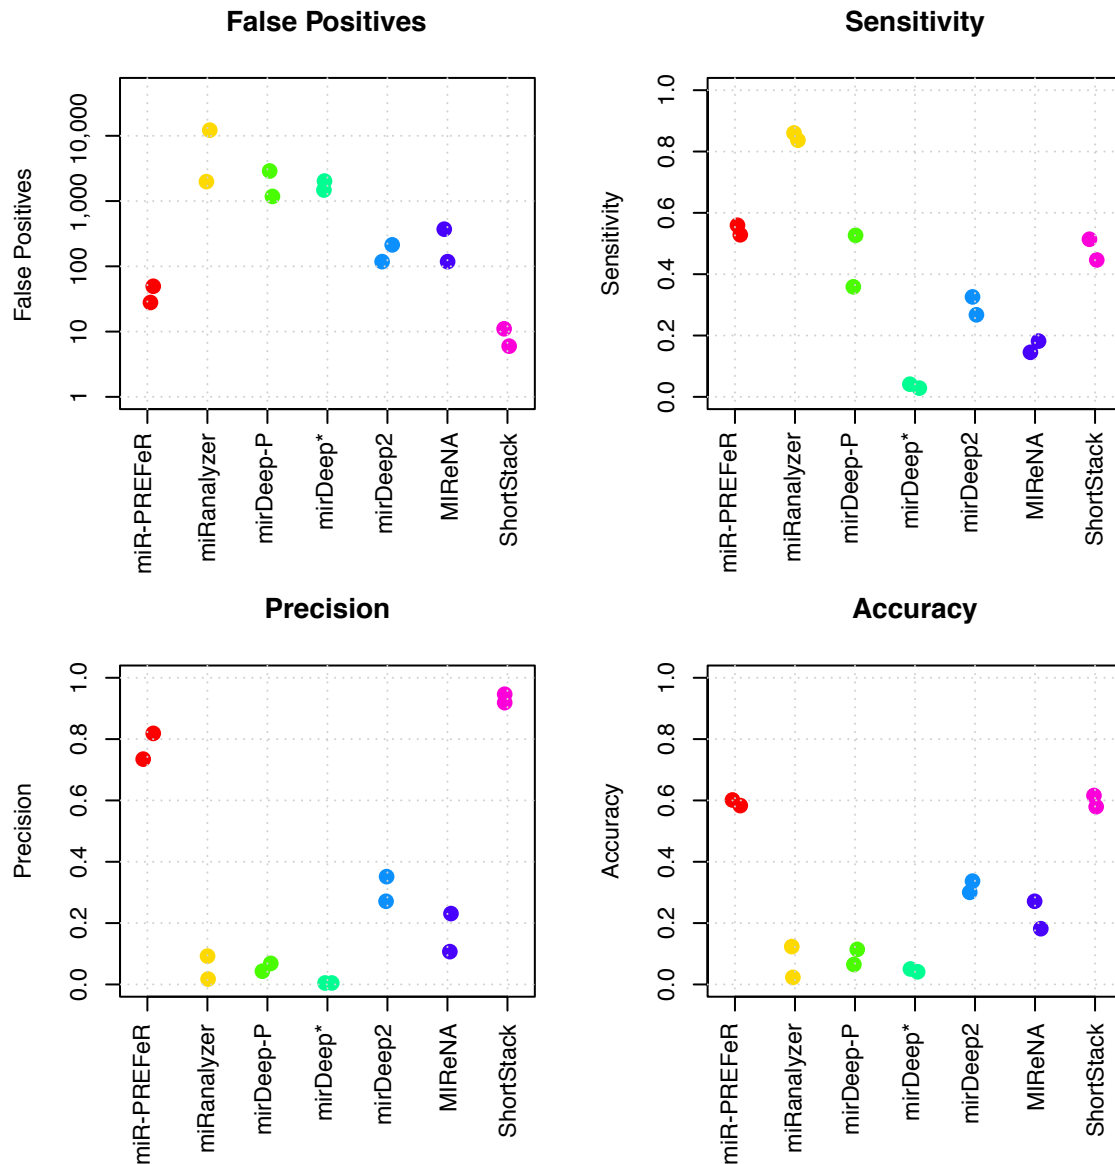 False Positives
False Positives
10,000
1,000
100
10
1
miR-PREFeR
miRanalyzer
mirDeep-P
mirDeep*
mirDeep2
MIReNA
ShortStack
Sensitivity
Sensitivity
1.0
0.8
0.6
0.4
0.2
0.0
miR-PREFeR
miRanalyzer
mirDeep-P
mirDeep*
mirDeep2
MIReNA
ShortStack
Precision
Precision
1.0
0.8
0.6
0.4
0.2
0.0
miR-PREFeR
miRanalyzer
mirDeep-P
mirDeep*
mirDeep2
MIReNA
ShortStack
Accuracy
Accuracy
1.0
0.8
0.6
0.4
0.2
0.0
miR-PREFeR
miRanalyzer
mirDeep-P
mirDeep*
mirDeep2
MIReNA
ShortStack